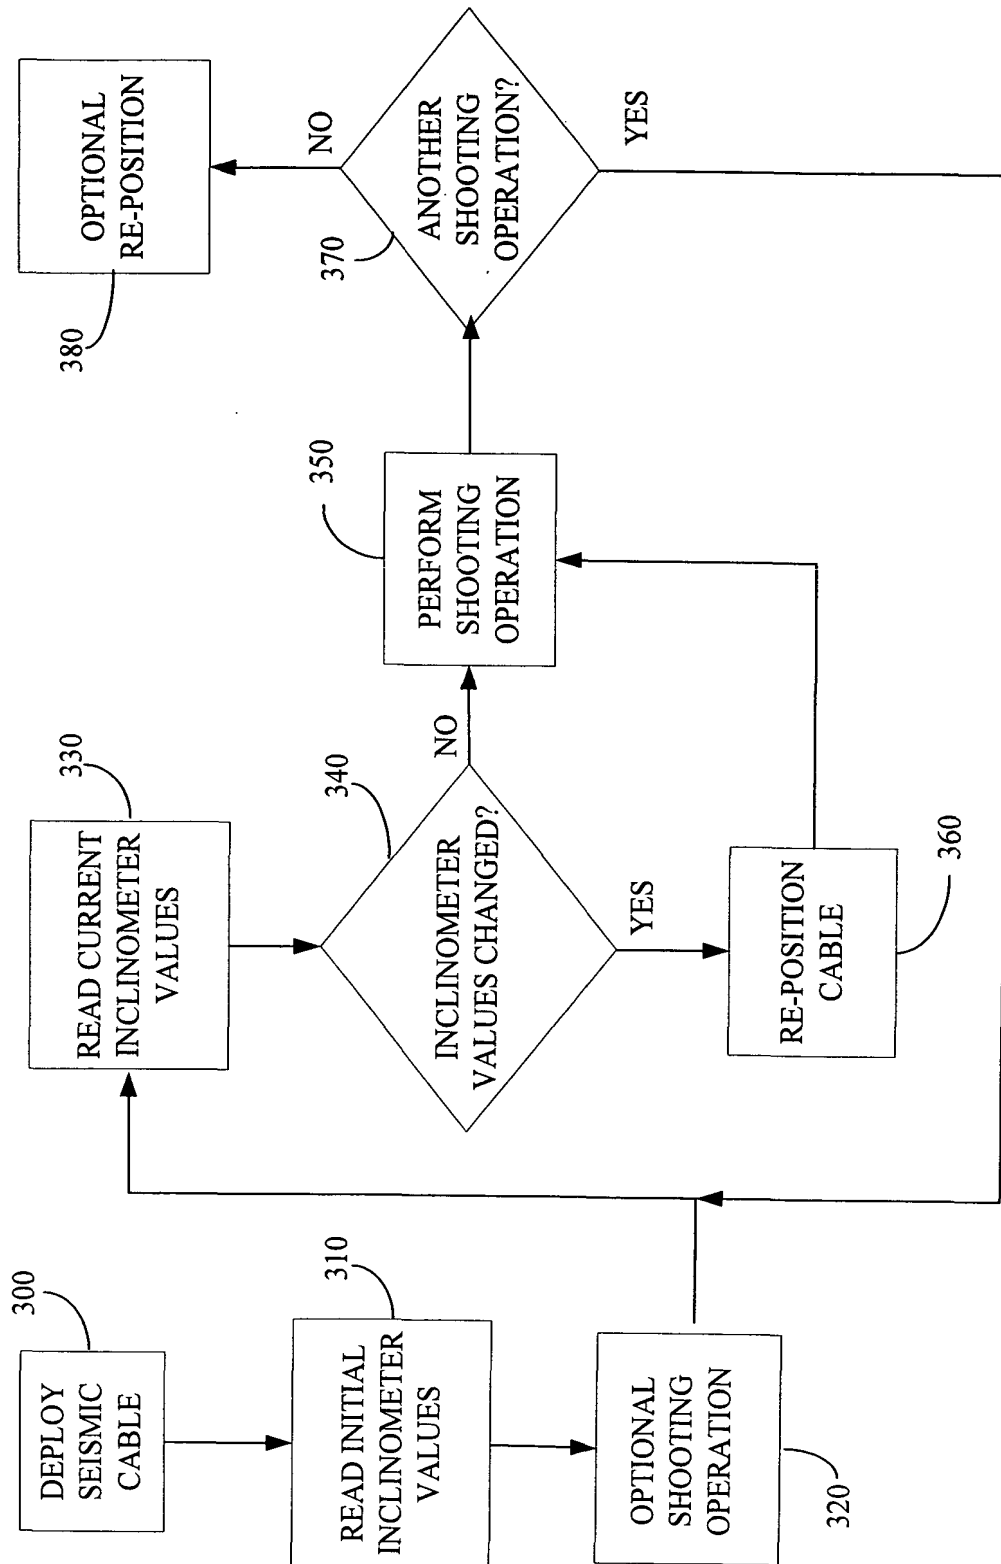 300
DEPLOY
SEISMIC
CABLE
310
READ INITIAL
INCLINOMETER
VALUES
OPTIONAL
SHOOTING
OPERATION
320
330
READ CURRENT
INCLINOMETER
VALUES
340
INCLINOMETER
VALUES CHANGED?
NO
YES
RE-POSITION
CABLE
360
350
PERFORM
SHOOTING
OPERATION
370
ANOTHER
SHOOTING
OPERATION?
NO
YES
380
OPTIONAL
RE-POSITION